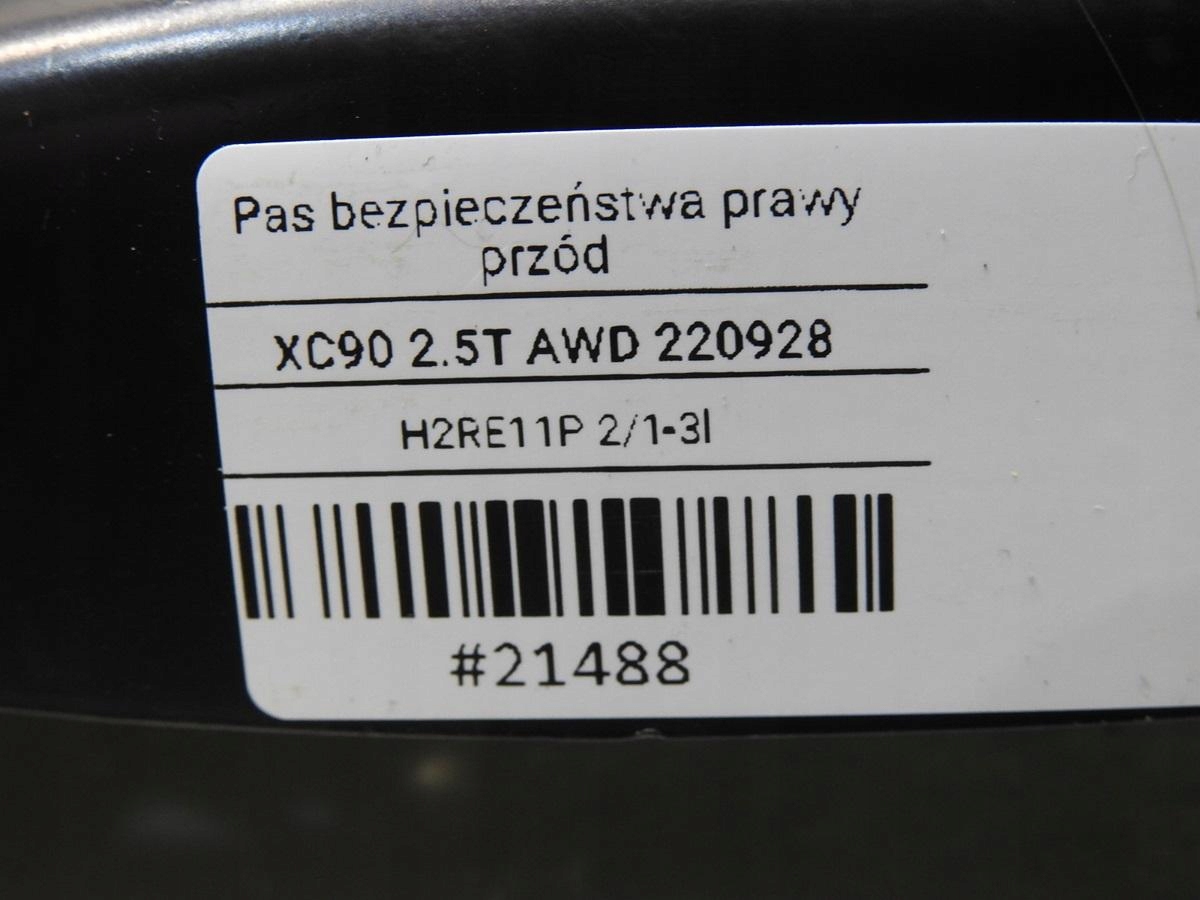 Pas bezpieczeństwa prawy
przód
XC90 2.5T AWD 220928
H2RE11P 2/1-3l
#21488